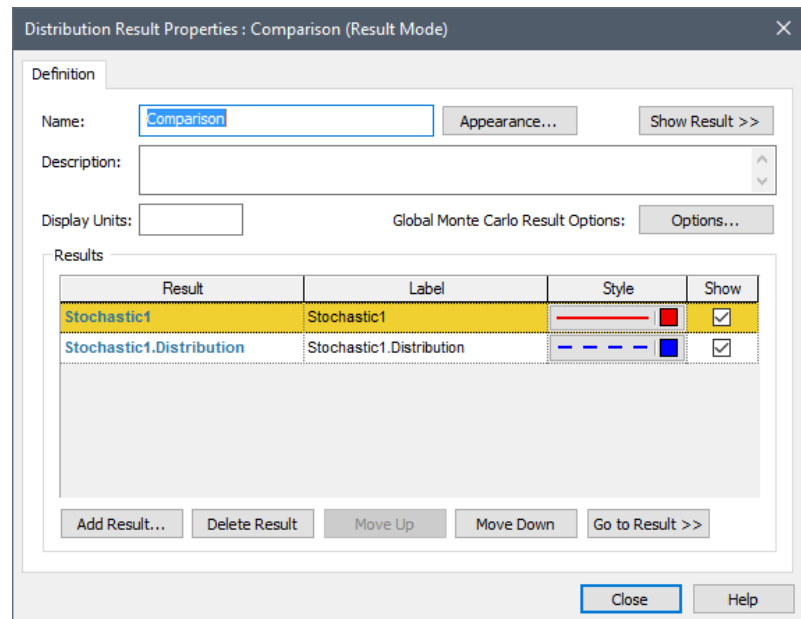 Distribution Result Properties : Comparison (Result Mode)
Definition
Name: Comparison Appearance... Show Result >>
Description:
Display Units: Global Monte Carlo Result Options: Options...
Results
Result Label Style Show
Stochastic1 Stochastic1
Stochastic1.Distribution Stochastic1.Distribution
Add Result... Delete Result Move Up Move Down Go to Result >>
Close Help